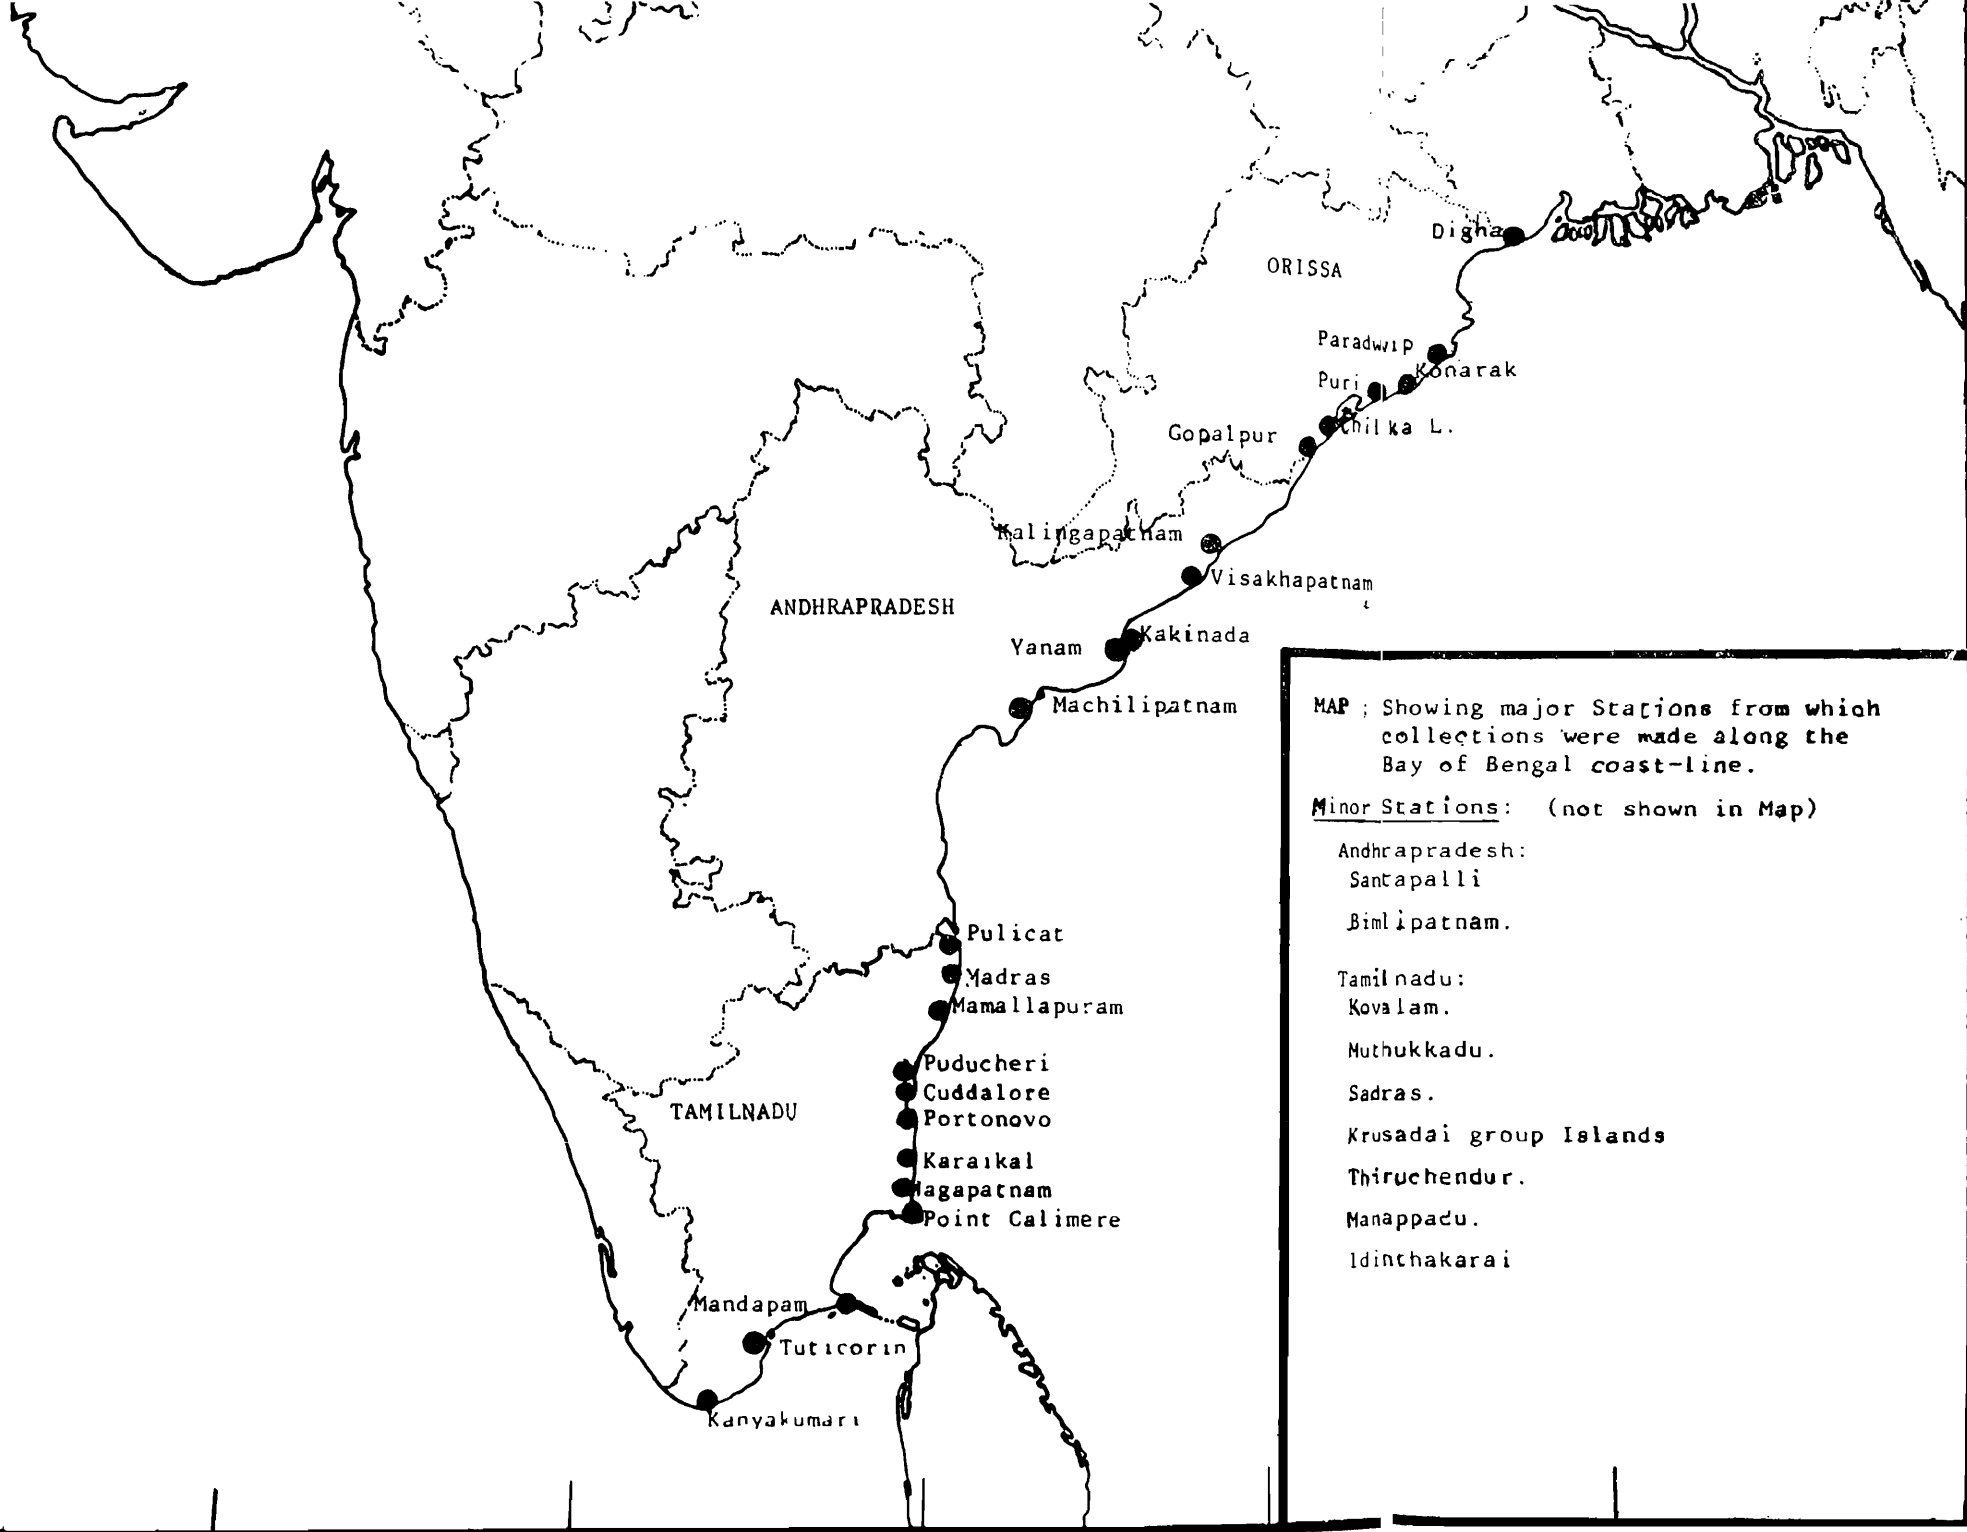 Digha
ORISSA
Paradwip
Konarak
Puri
Chilka L.
Gopalpur
Kalingapatnam
Visakhapatnam
ANDHRAPRADESH
Kakinada
Yanam
Machilipatnam
Pulicat
Madras
Mamallapuram
Puducheri
Cuddalore
TAMILNADU
Portonovo
Karaikal
Nagapatnam
Point Calimere
Mandapam
Tuticorin
Kanyakumari
MAP ; Showing major Stations from which
collections were made along the
Bay of Bengal coast-line.
Minor Stations: (not shown in Map)
Andhrapradesh:
Santapalli
Bimlipatnam.
Tamilnadu:
Kovalam.
Muthukkadu.
Sadras.
Krusadai group Islands
Thiruchendur.
Manappadu.
Idinthakarai